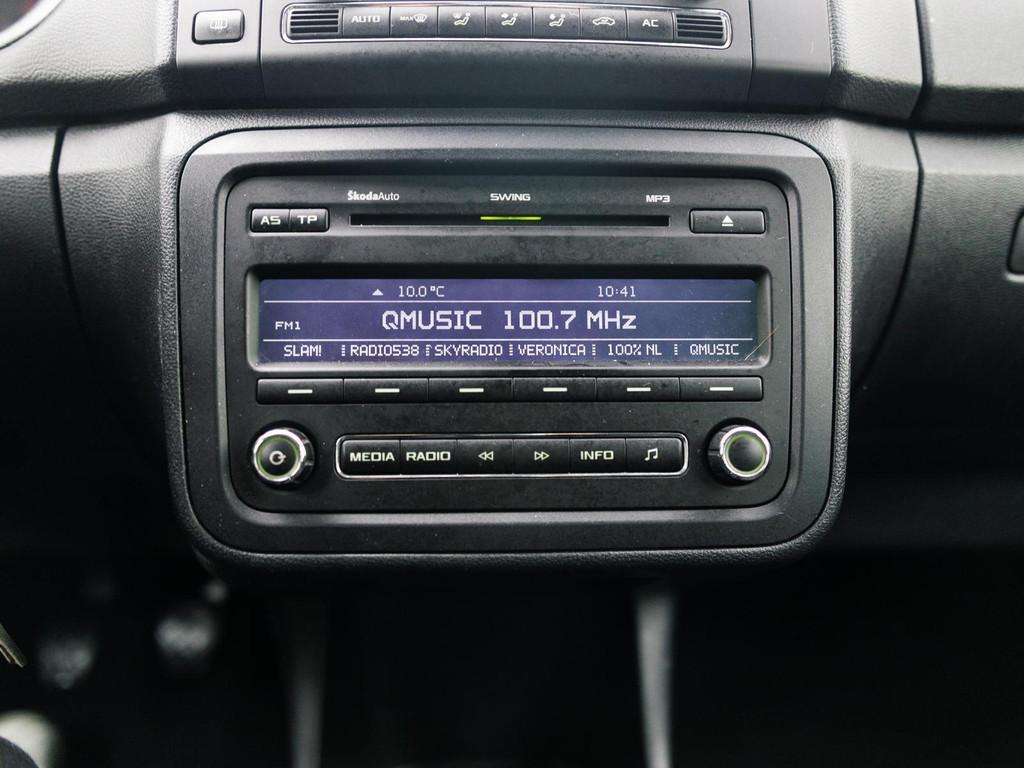 AUTO MAX AC
ŠkodaAuto SWING MP3
AS TP
10.0°C 10:41
FM1 QMUSIC 100.7 MHz
SLAM! RADIO538 SKYRADIO VERONICA 100% NL QMUSIC
MEDIA RADIO INFO